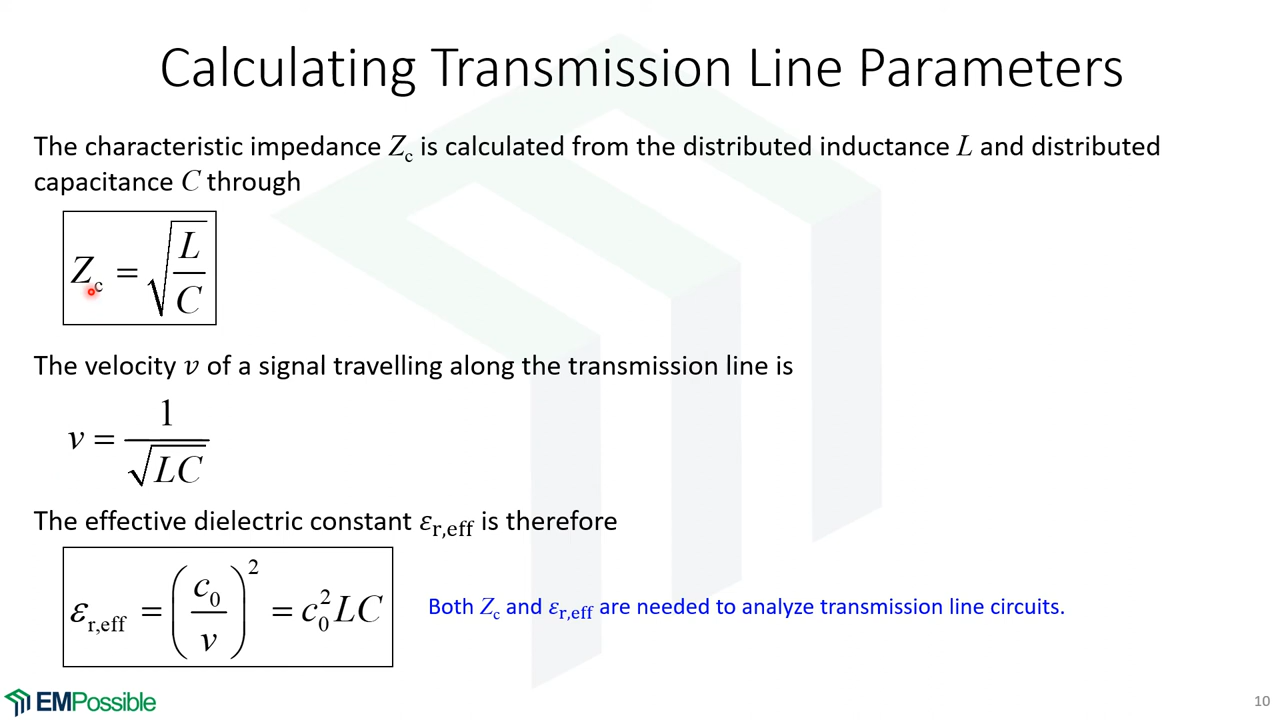 Calculating Transmission Line Parameters
The characteristic impedance Zc is calculated from the distributed inductance L and distributed
capacitance C through
Zc = √(L/C)
The velocity v of a signal travelling along the transmission line is
v = 1/√(LC)
The effective dielectric constant εr,eff is therefore
εr,eff = (c0/v)² = c0² LC
Both Zc and εr,eff are needed to analyze transmission line circuits.
EMPossible
10